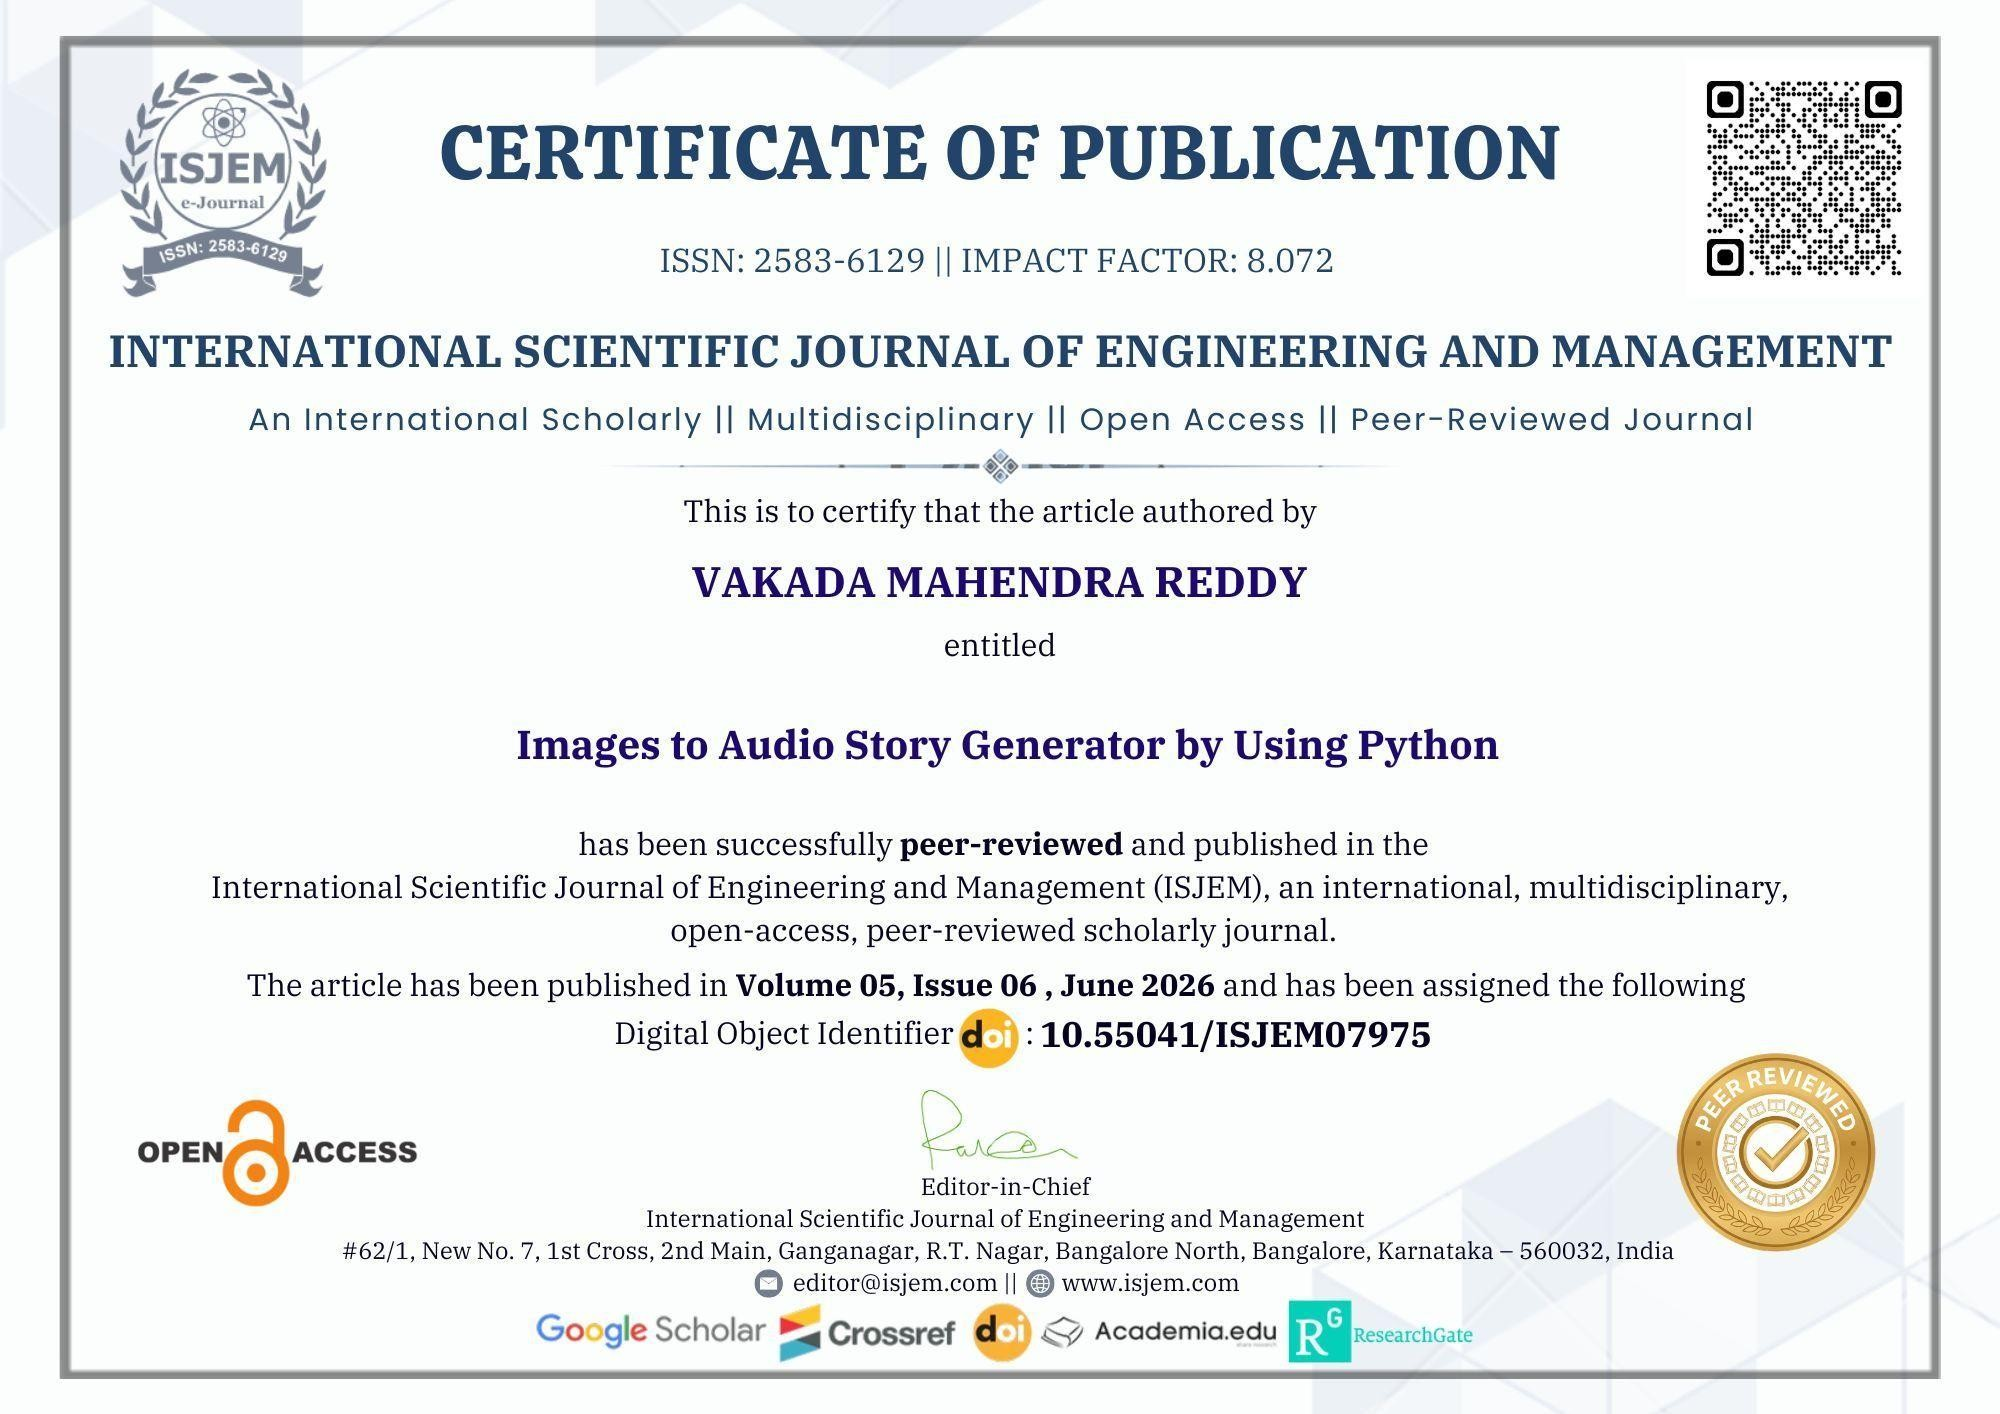 ISJEM
e-Journal
ISSN: 2583-6129
CERTIFICATE OF PUBLICATION
ISSN: 2583-6129 || IMPACT FACTOR: 8.072
INTERNATIONAL SCIENTIFIC JOURNAL OF ENGINEERING AND MANAGEMENT
An International Scholarly || Multidisciplinary || Open Access || Peer-Reviewed Journal
This is to certify that the article authored by
VAKADA MAHENDRA REDDY
entitled
Images to Audio Story Generator by Using Python
has been successfully peer-reviewed and published in the
International Scientific Journal of Engineering and Management (ISJEM), an international, multidisciplinary,
open-access, peer-reviewed scholarly journal.
The article has been published in Volume 05, Issue 06 , June 2026 and has been assigned the following
Digital Object Identifier doi : 10.55041/ISJEM07975
OPEN ACCESS
PEER REVIEWED
Editor-in-Chief
International Scientific Journal of Engineering and Management
#62/1, New No. 7, 1st Cross, 2nd Main, Ganganagar, R.T. Nagar, Bangalore North, Bangalore, Karnataka – 560032, India
editor@isjem.com || www.isjem.com
Google Scholar Crossref doi Academia.edu RG ResearchGate